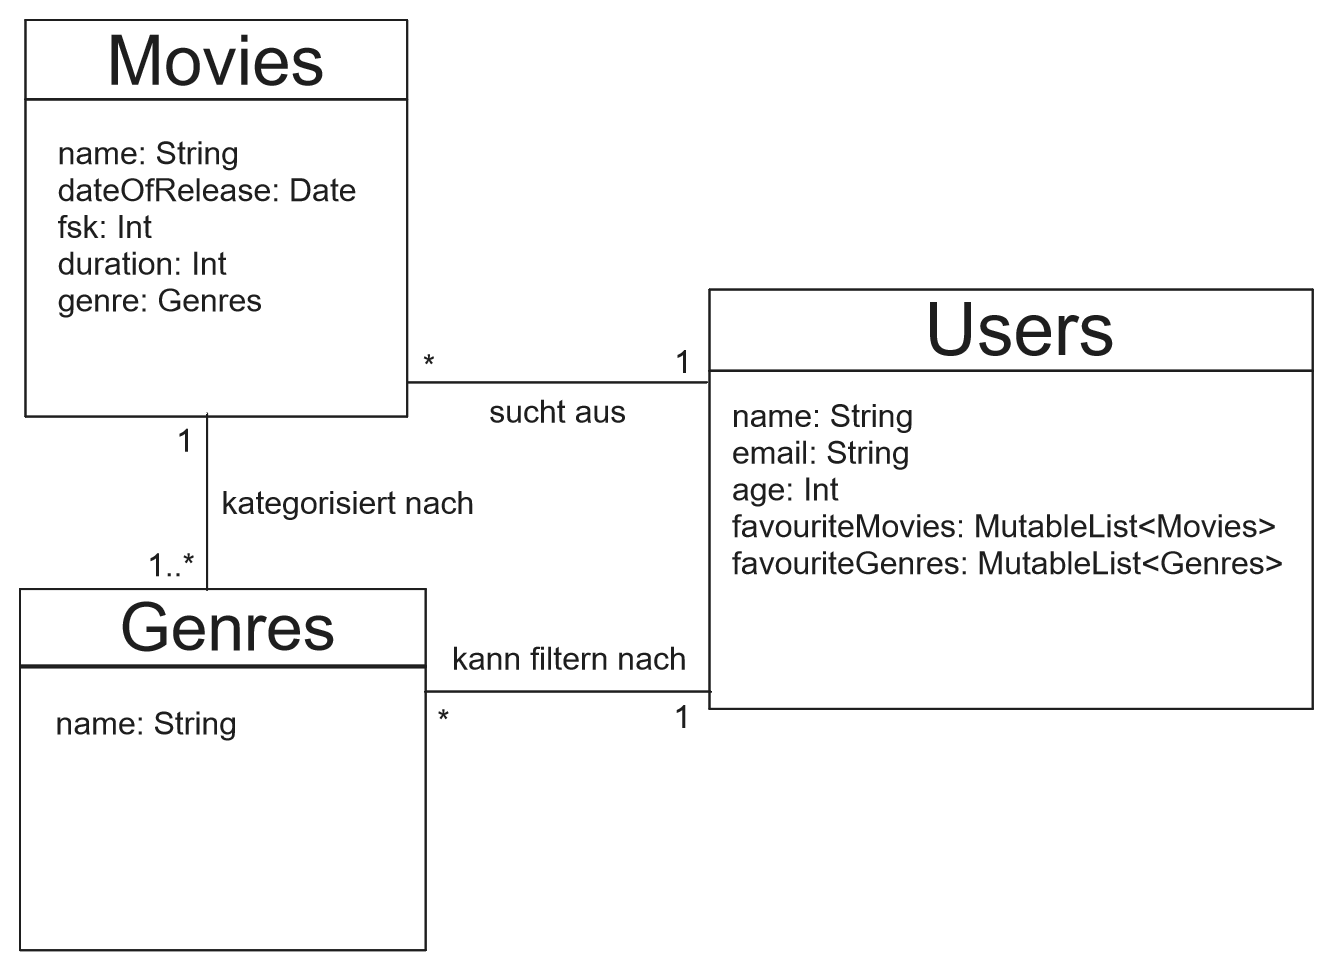 Movies
name: String
dateOfRelease: Date
fsk: Int
duration: Int
genre: Genres
*
1
sucht aus
Users
name: String
email: String
age: Int
favouriteMovies: MutableList<Movies>
favouriteGenres: MutableList<Genres>
1
kategorisiert nach
1..*
Genres
name: String
kann filtern nach
*
1